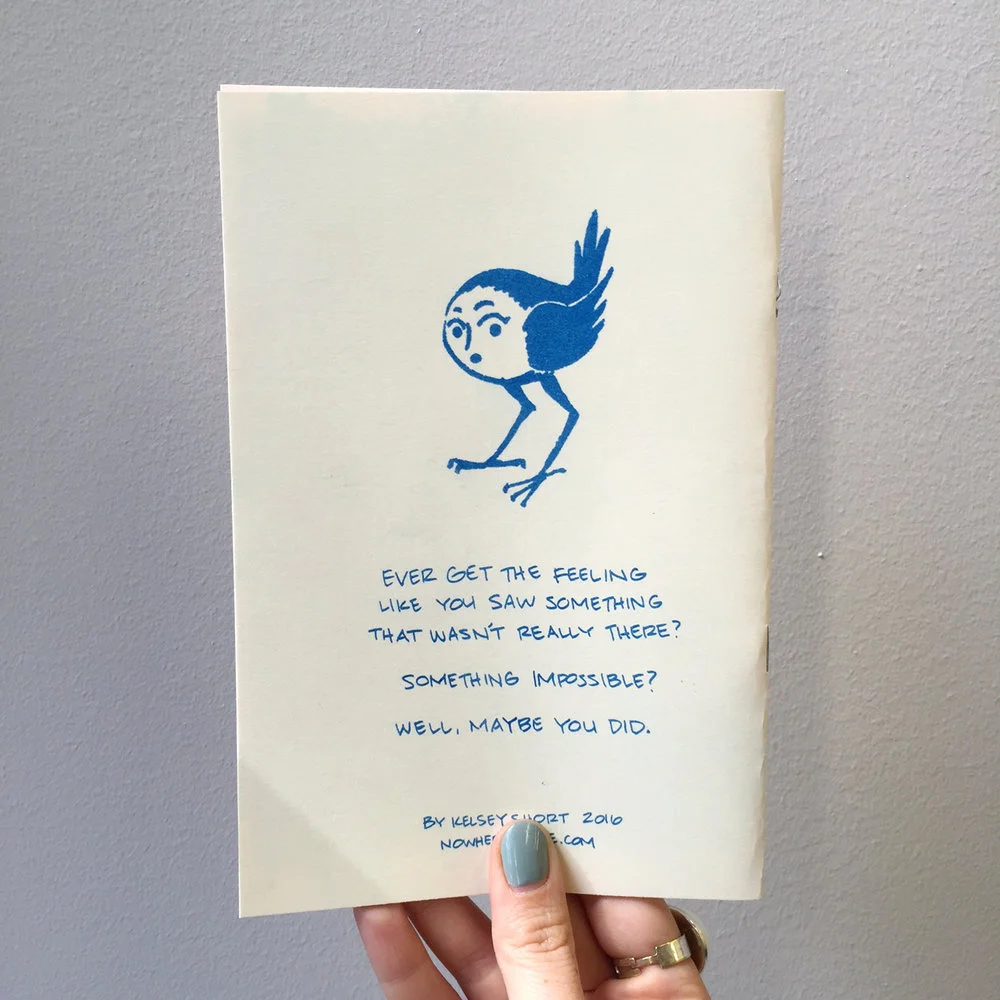 EVER GET THE FEELING
LIKE YOU SAW SOMETHING
THAT WASN'T REALLY THERE?
SOMETHING IMPOSSIBLE?
WELL, MAYBE YOU DID.
BY KELSEY SHORT 2016